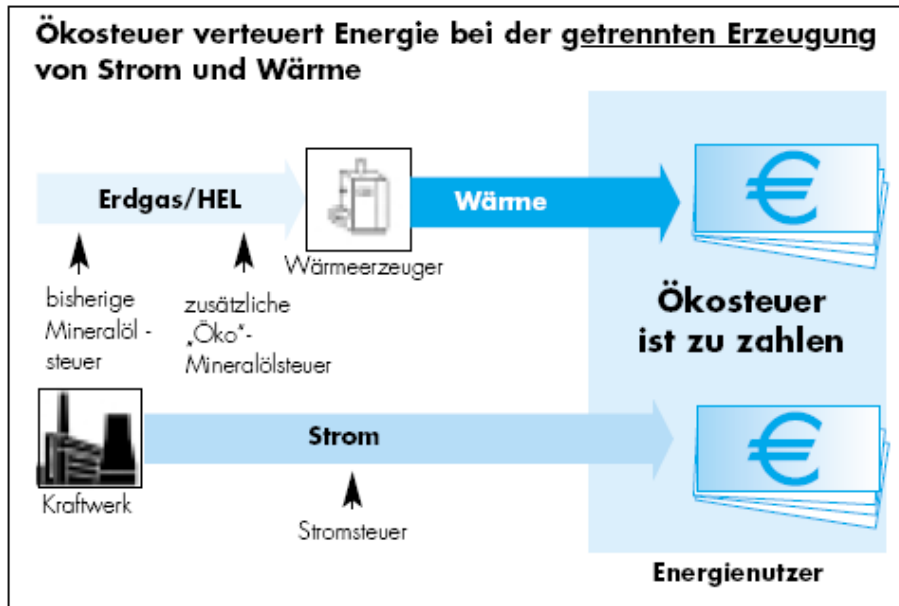 Ökosteuer verteuert Energie bei der getrennten Erzeugung
von Strom und Wärme
Erdgas/HEL
Wärme
€
Wärmeerzeuger
bisherige
Mineralöl -
steuer
zusätzliche
„Öko"-
Mineralölsteuer
Ökosteuer
ist zu zahlen
Strom
€
Kraftwerk
Stromsteuer
Energienutzer